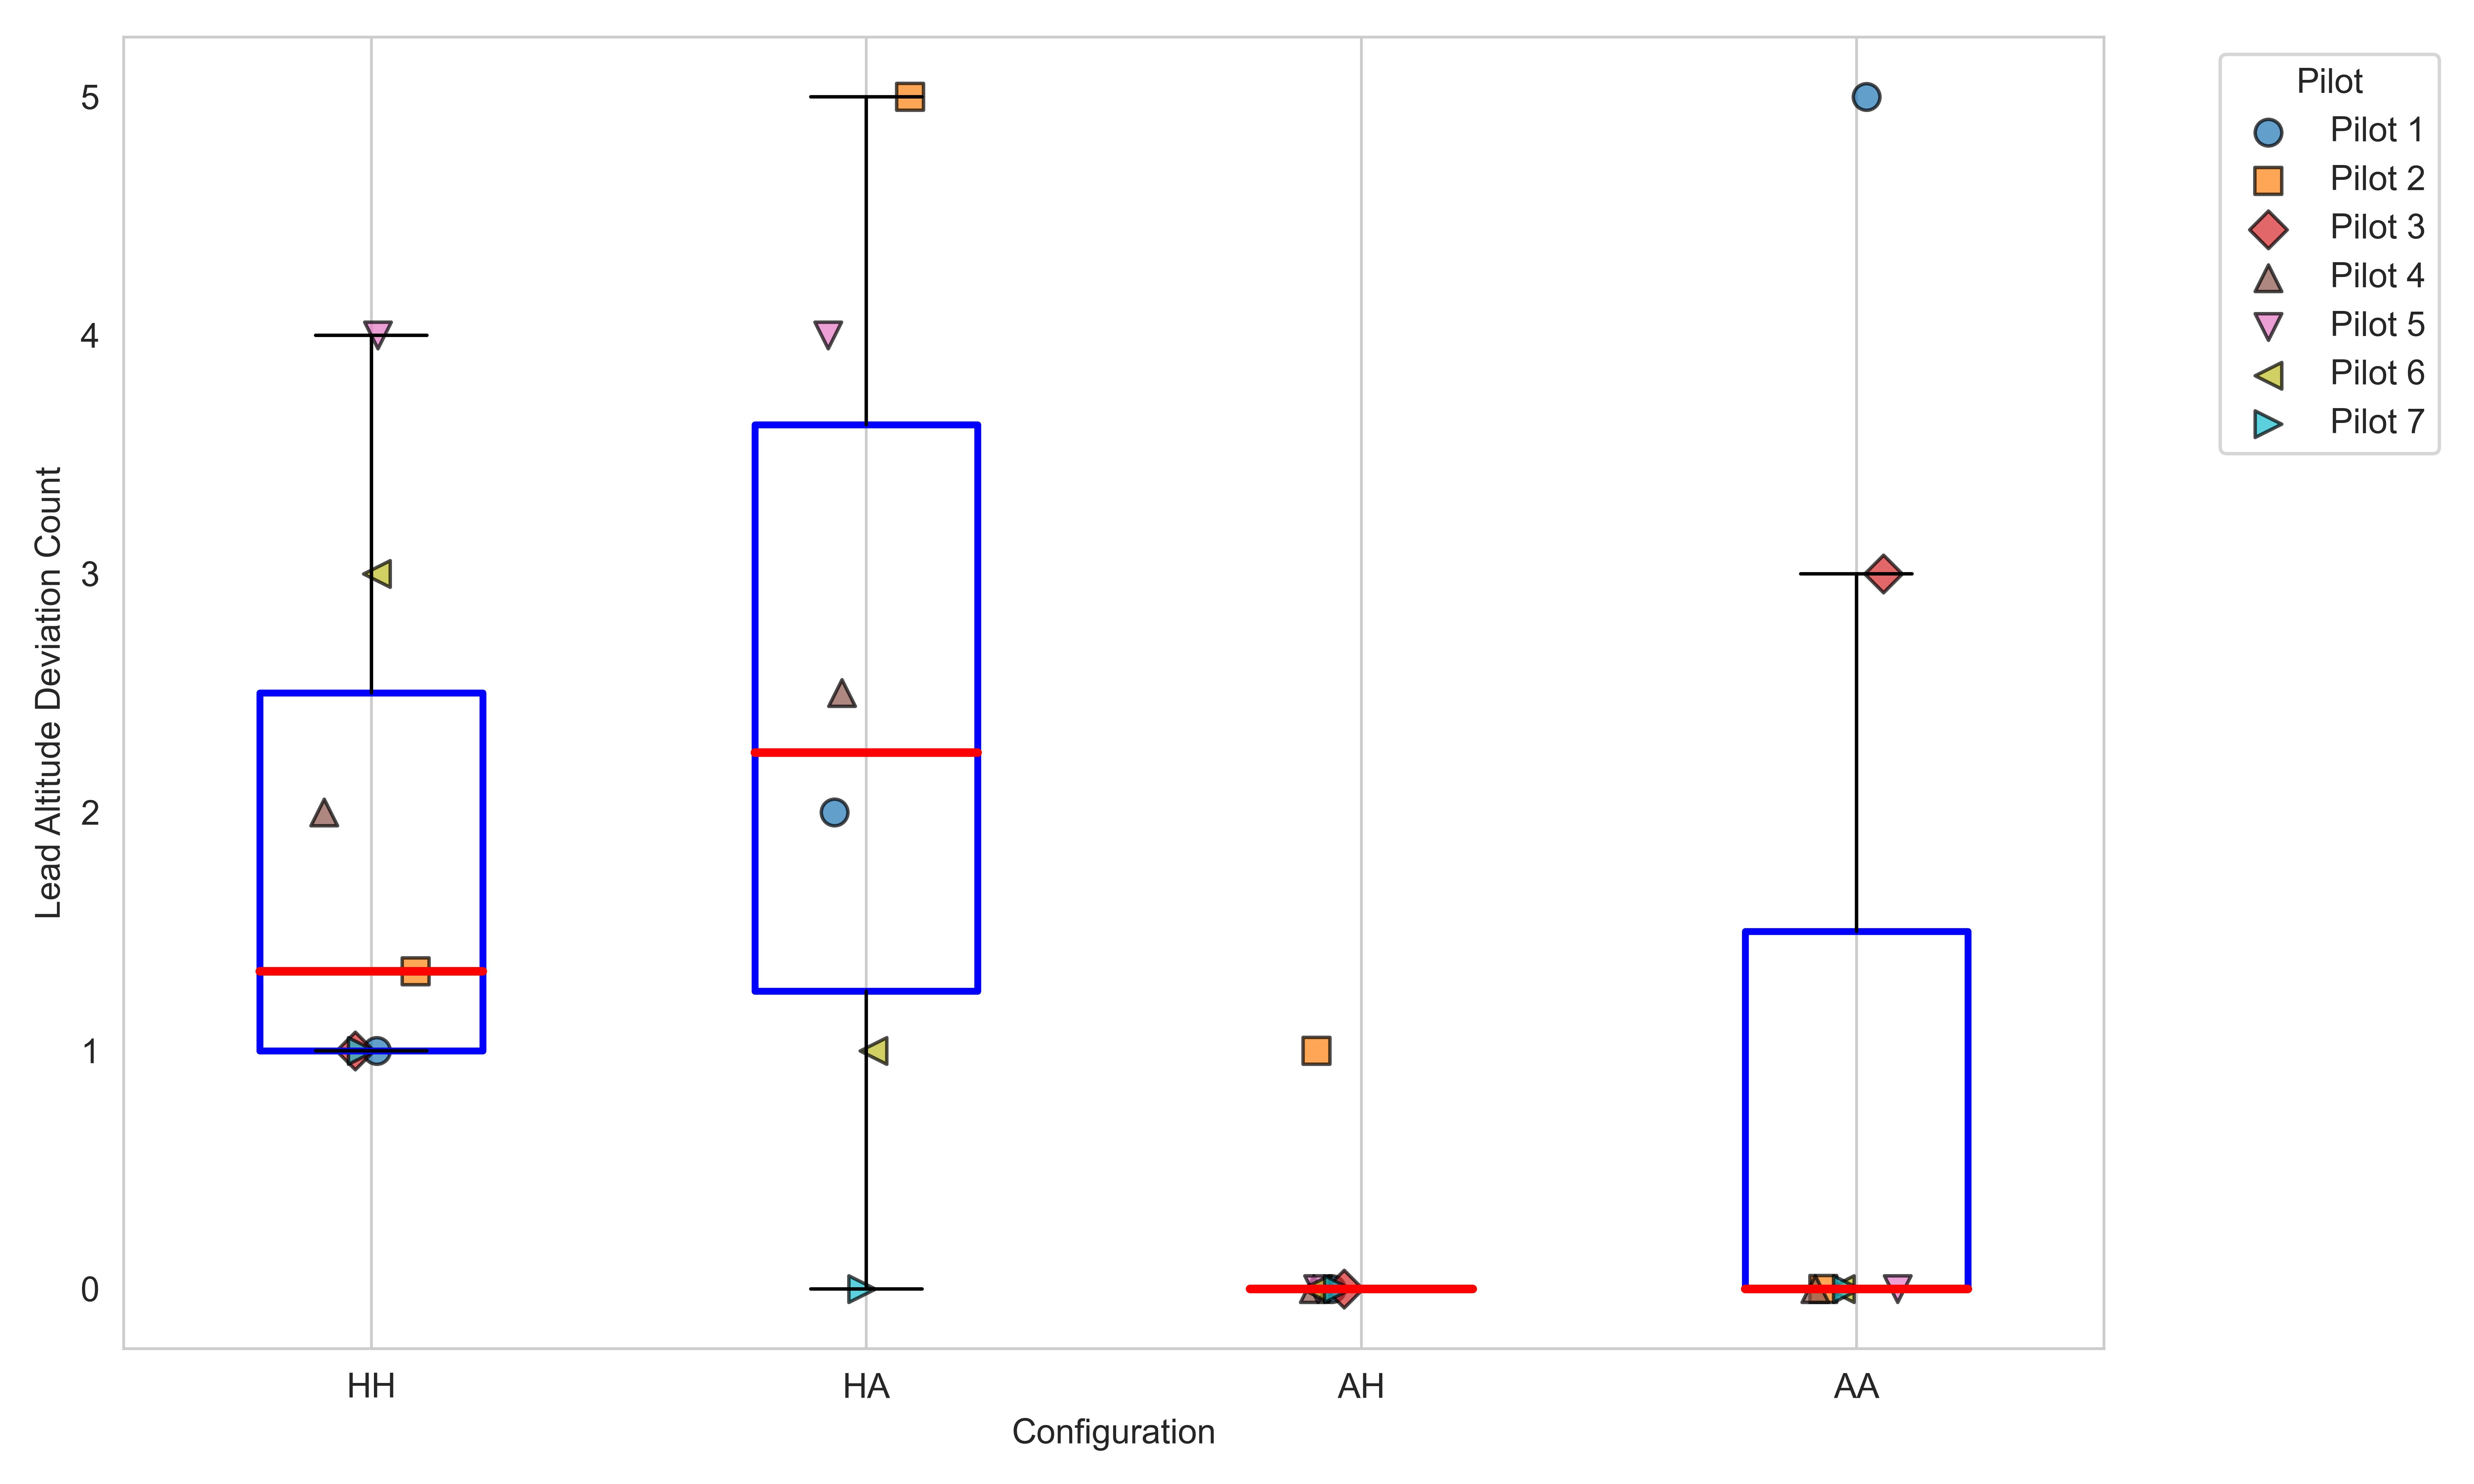 Pilot
Pilot 1
Pilot 2
Pilot 3
Pilot 4
Pilot 5
Pilot 6
Pilot 7
Lead Altitude Deviation Count
5
4
3
2
1
0
HH HA AH AA
Configuration